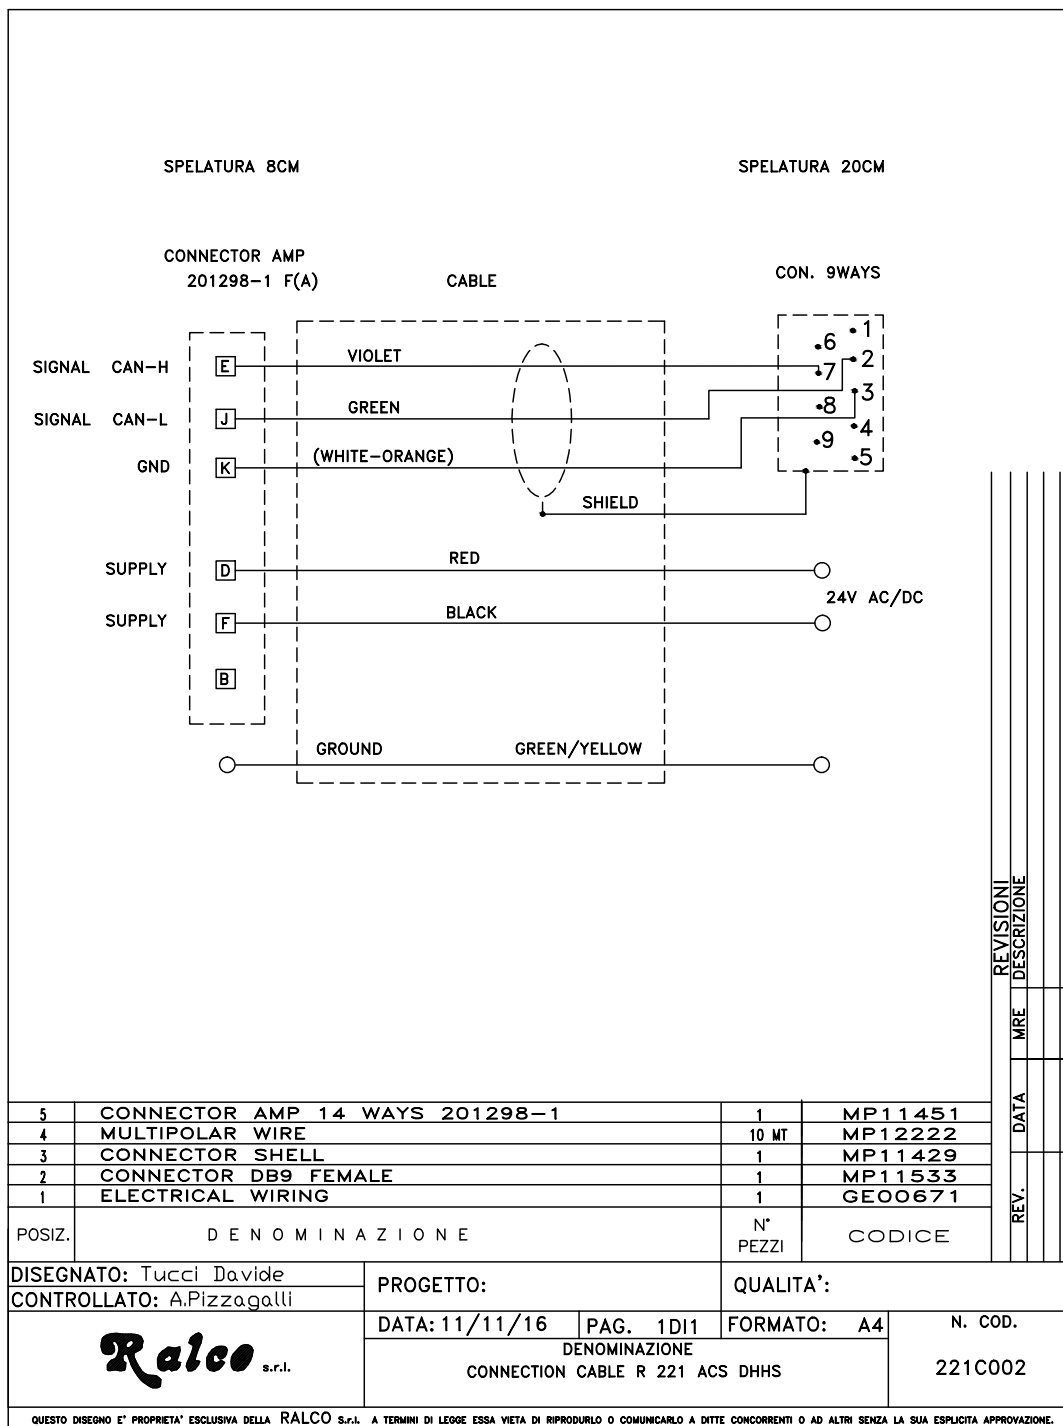 SPELATURA 8CM
SPELATURA 20CM
CONNECTOR AMP
201298-1 F(A)
CABLE
CON. 9WAYS
1
6
2
7
3
8
4
9
5
SIGNAL CAN-H
E
VIOLET
SIGNAL CAN-L
J
GREEN
GND
K
(WHITE-ORANGE)
SHIELD
SUPPLY
D
RED
24V AC/DC
SUPPLY
F
BLACK
B
GROUND
GREEN/YELLOW
REVISIONI
REV. DATA MRE DESCRIZIONE
5 CONNECTOR AMP 14 WAYS 201298-1 1 MP11451
4 MULTIPOLAR WIRE 10 MT MP12222
3 CONNECTOR SHELL 1 MP11429
2 CONNECTOR DB9 FEMALE 1 MP11533
1 ELECTRICAL WIRING 1 GE00671
POSIZ. DENOMINAZIONE N° PEZZI CODICE
DISEGNATO: Tucci Davide
CONTROLLATO: A.Pizzagalli
PROGETTO:
QUALITA':
Ralco s.r.l.
DATA: 11/11/16
PAG. 1DI1
FORMATO: A4
N. COD.
DENOMINAZIONE
CONNECTION CABLE R 221 ACS DHHS
221C002
QUESTO DISEGNO E' PROPRIETA' ESCLUSIVA DELLA RALCO S.r.l. A TERMINI DI LEGGE ESSA VIETA DI RIPRODURLO O COMUNICARLO A DITTE CONCORRENTI O AD ALTRI SENZA LA SUA ESPLICITA APPROVAZIONE.